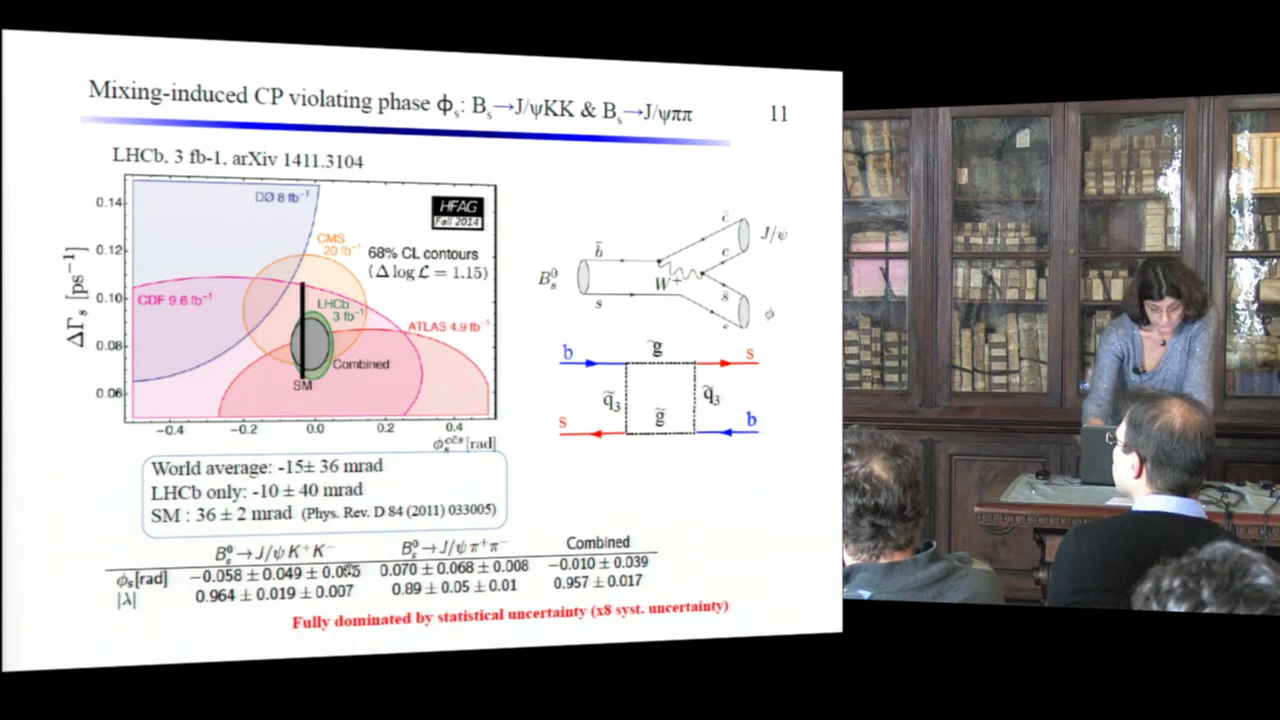 Mixing-induced CP violating phase ϕs: Bs→J/ψKK & Bs→J/ψππ
11
LHCb, 3 fb-1, arXiv 1411.3104
ΔΓs [ps⁻¹]
0.14
0.12
0.10
0.08
0.06
DØ 8 fb⁻¹
HFAG
Fall 2014
CMS
20 fb⁻¹
68% CL contours
(Δ log ℒ = 1.15)
CDF 9.6 fb⁻¹
LHCb
3 fb⁻¹
ATLAS 4.9 fb⁻¹
Combined
SM
−0.4 −0.2 0.0 0.2 0.4
ϕs^cc̄s [rad]
B⁰s
b̄
s
W⁺
c̄
c
s̄
s
J/ψ
ϕ
b
g̃
s
q̃₃
q̃₃
s
g̃
b
World average: -15± 36 mrad
LHCb only: -10 ± 40 mrad
SM : 36 ± 2 mrad (Phys. Rev. D 84 (2011) 033005)
B⁰s → J/ψ K⁺K⁻ B⁰s → J/ψ π⁺π⁻ Combined
ϕs[rad] −0.058 ± 0.049 ± 0.070 ± 0.068 ± 0.008 −0.010 ± 0.039
|λ| 0.964 ± 0.019 ± 0.007 0.89 ± 0.05 ± 0.01 0.957 ± 0.017
Fully dominated by statistical uncertainty (x8 syst. uncertainty)